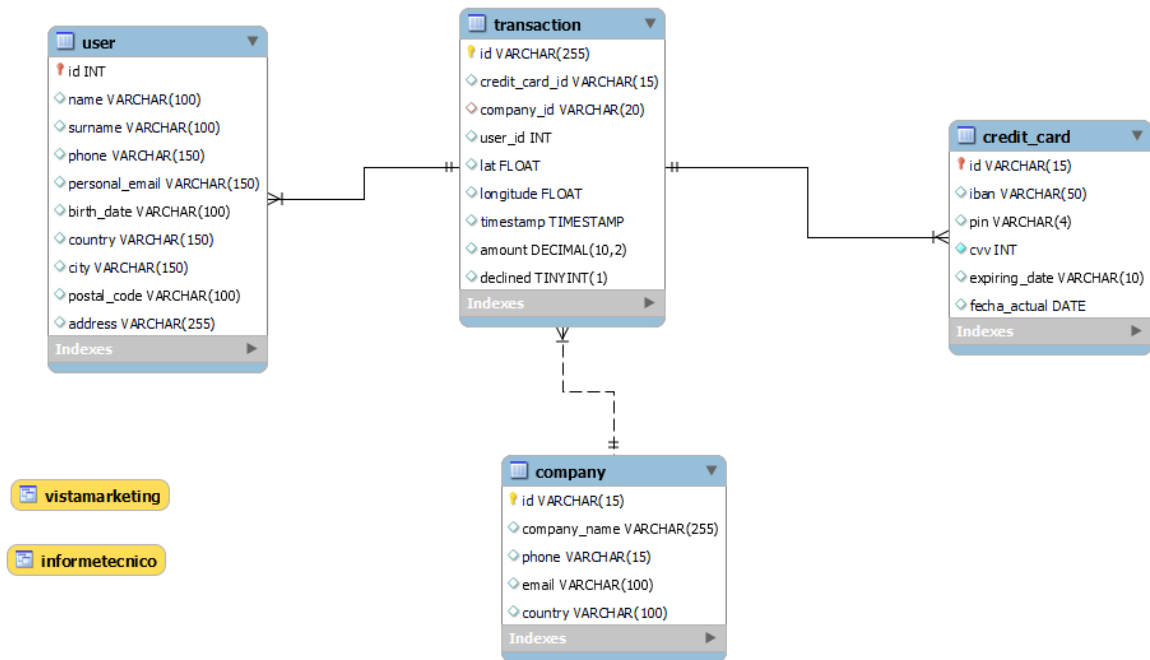 user
id INT
name VARCHAR(100)
surname VARCHAR(100)
phone VARCHAR(150)
personal_email VARCHAR(150)
birth_date VARCHAR(100)
country VARCHAR(150)
city VARCHAR(150)
postal_code VARCHAR(100)
address VARCHAR(255)
Indexes
transaction
id VARCHAR(255)
credit_card_id VARCHAR(15)
company_id VARCHAR(20)
user_id INT
lat FLOAT
longitude FLOAT
timestamp TIMESTAMP
amount DECIMAL(10,2)
declined TINYINT(1)
Indexes
credit_card
id VARCHAR(15)
iban VARCHAR(50)
pin VARCHAR(4)
cvv INT
expiring_date VARCHAR(10)
fecha_actual DATE
Indexes
company
id VARCHAR(15)
company_name VARCHAR(255)
phone VARCHAR(15)
email VARCHAR(100)
country VARCHAR(100)
Indexes
vistamarketing
informetecnico